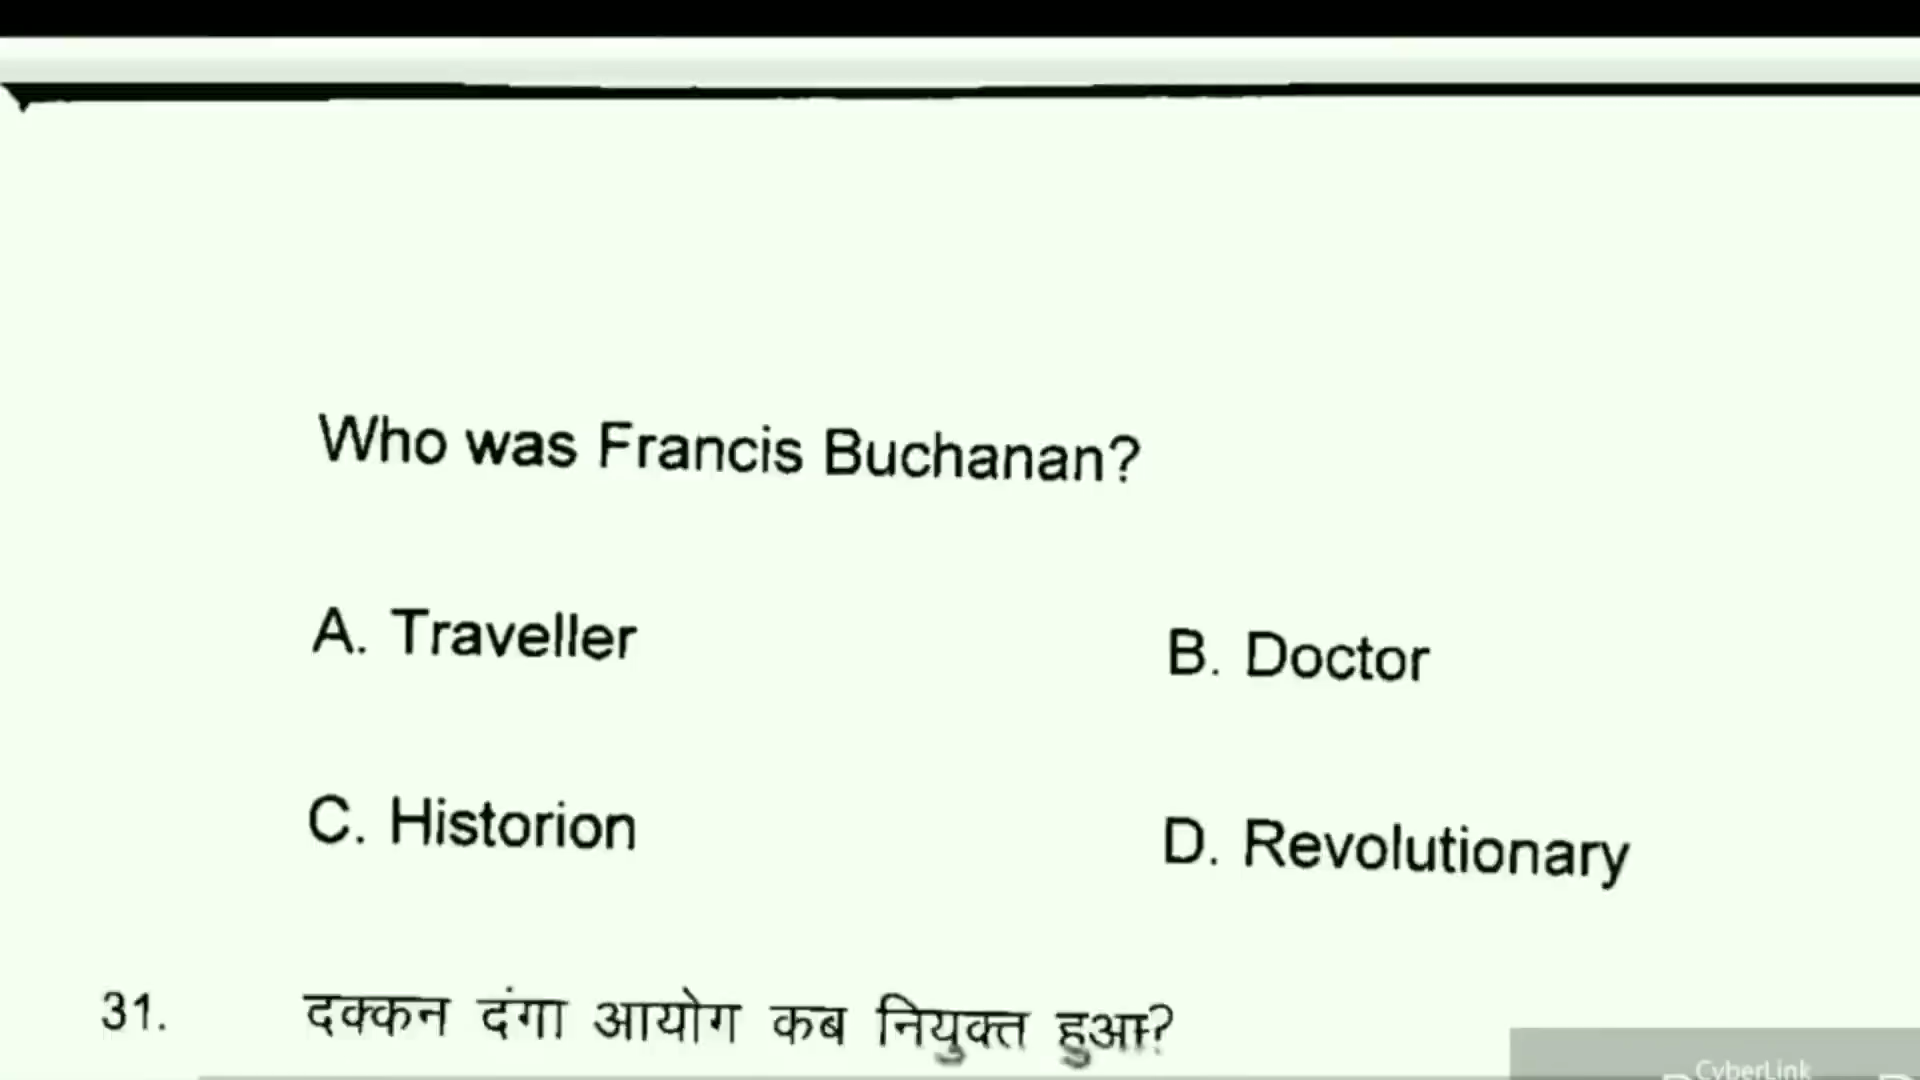 Who was Francis Buchanan?
A. Traveller
B. Doctor
C. Historion
D. Revolutionary
31. दक्कन दंगा आयोग कब नियुक्त हुआ?
CyberLink